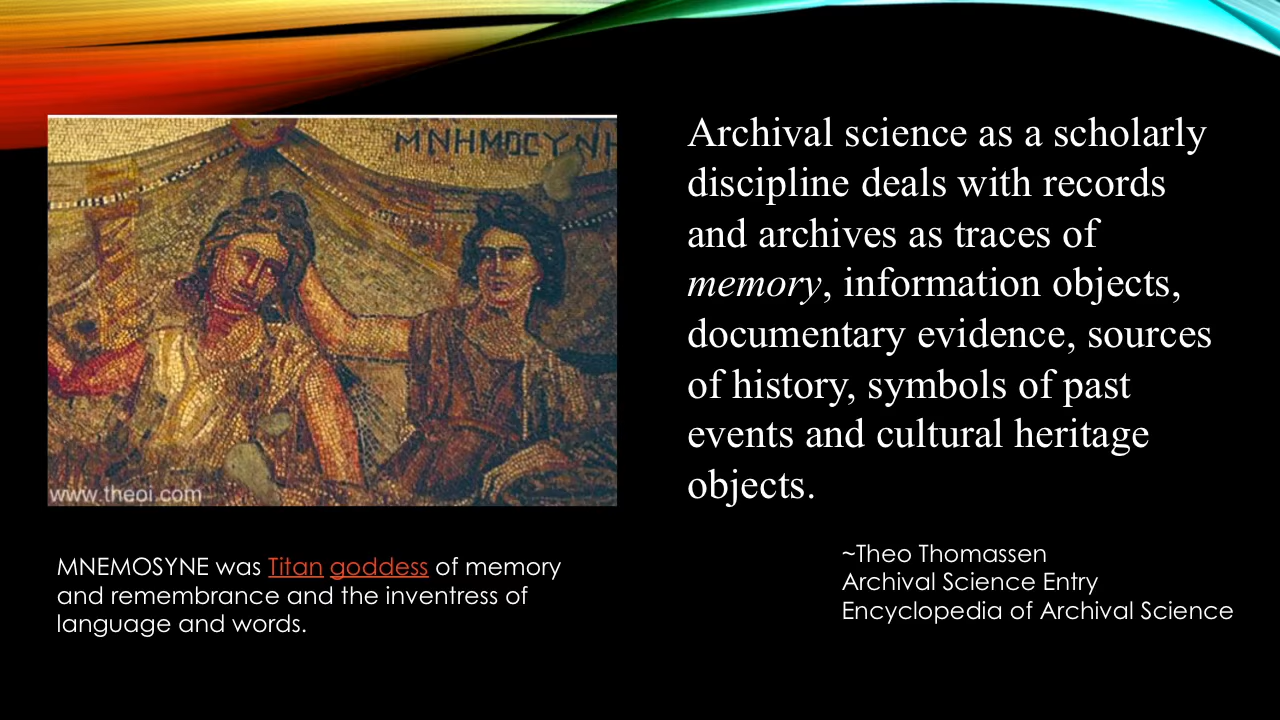 ΜΝΗΜΟCΥΝΗ
www.theoi.com
MNEMOSYNE was Titan goddess of memory
and remembrance and the inventress of
language and words.
Archival science as a scholarly
discipline deals with records
and archives as traces of
memory, information objects,
documentary evidence, sources
of history, symbols of past
events and cultural heritage
objects.
~Theo Thomassen
Archival Science Entry
Encyclopedia of Archival Science